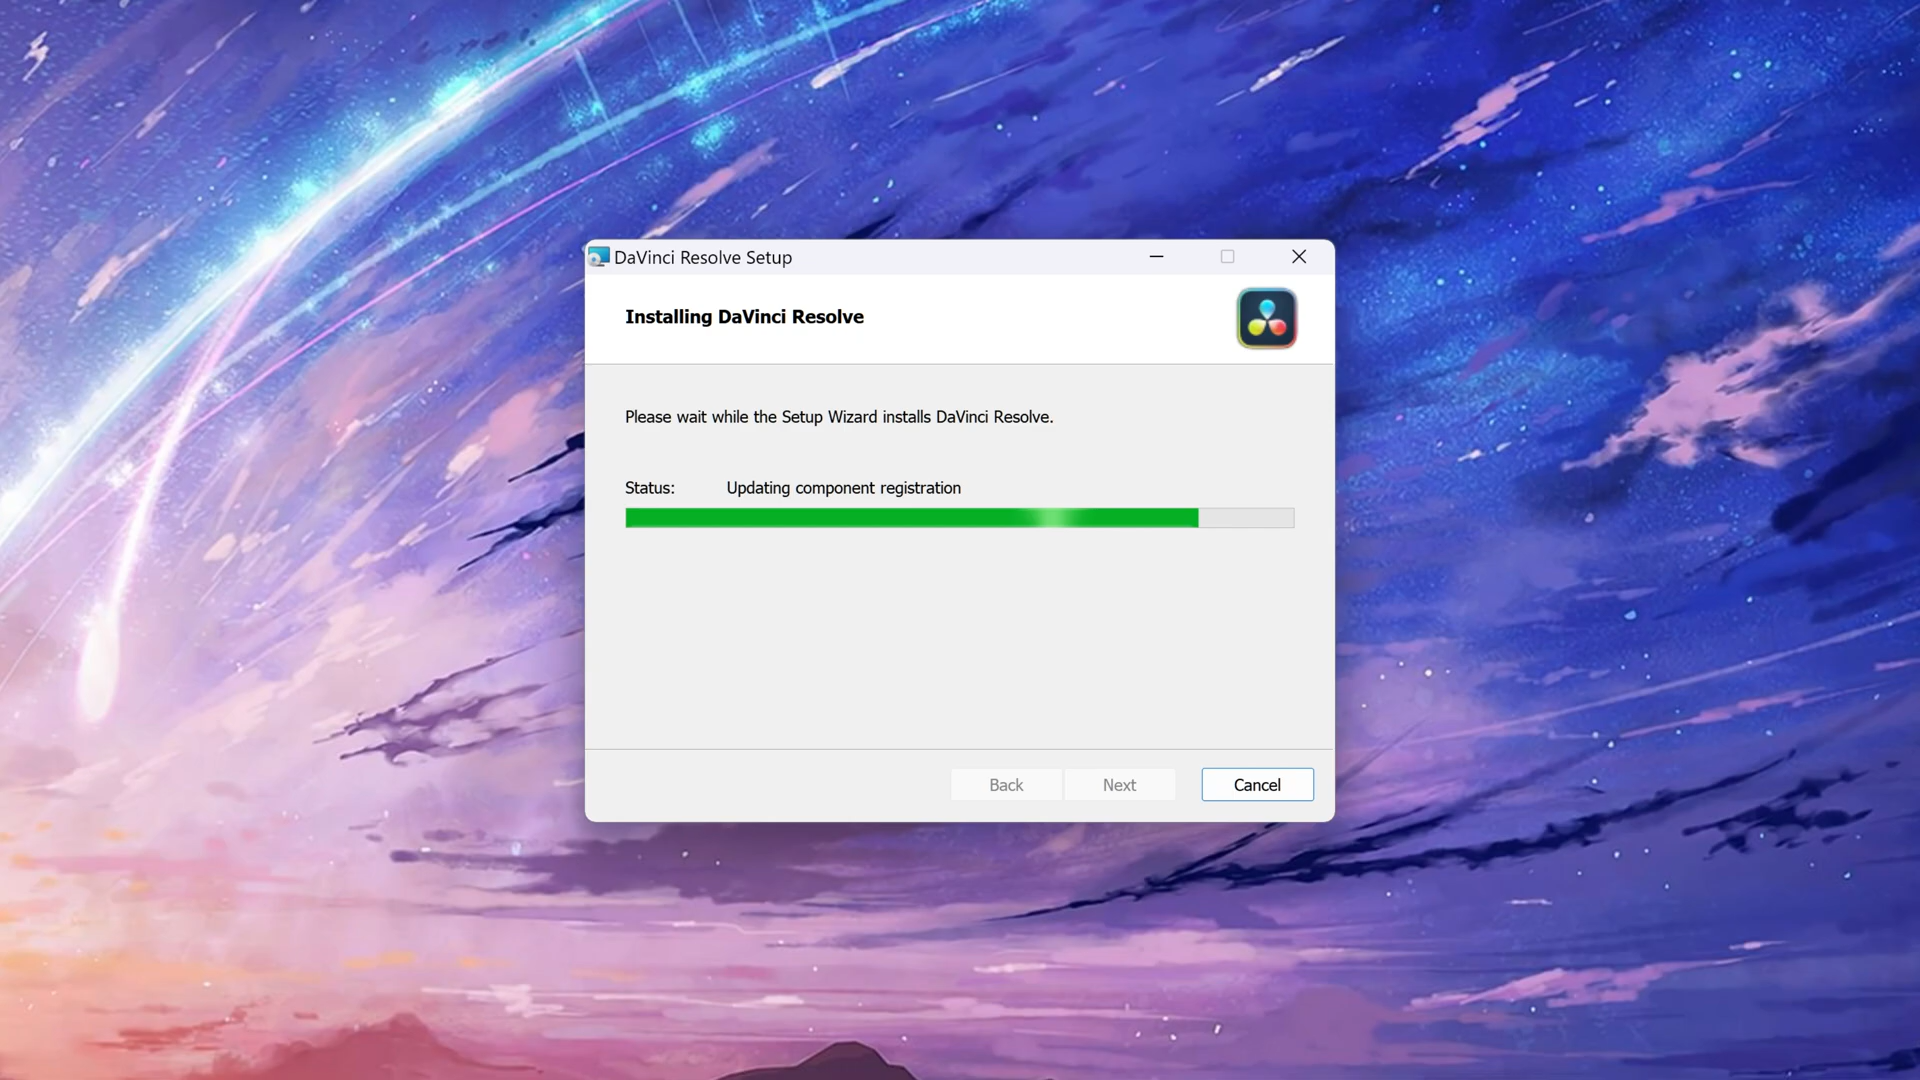 DaVinci Resolve Setup
Installing DaVinci Resolve
Please wait while the Setup Wizard installs DaVinci Resolve.
Status: Updating component registration
Back Next Cancel